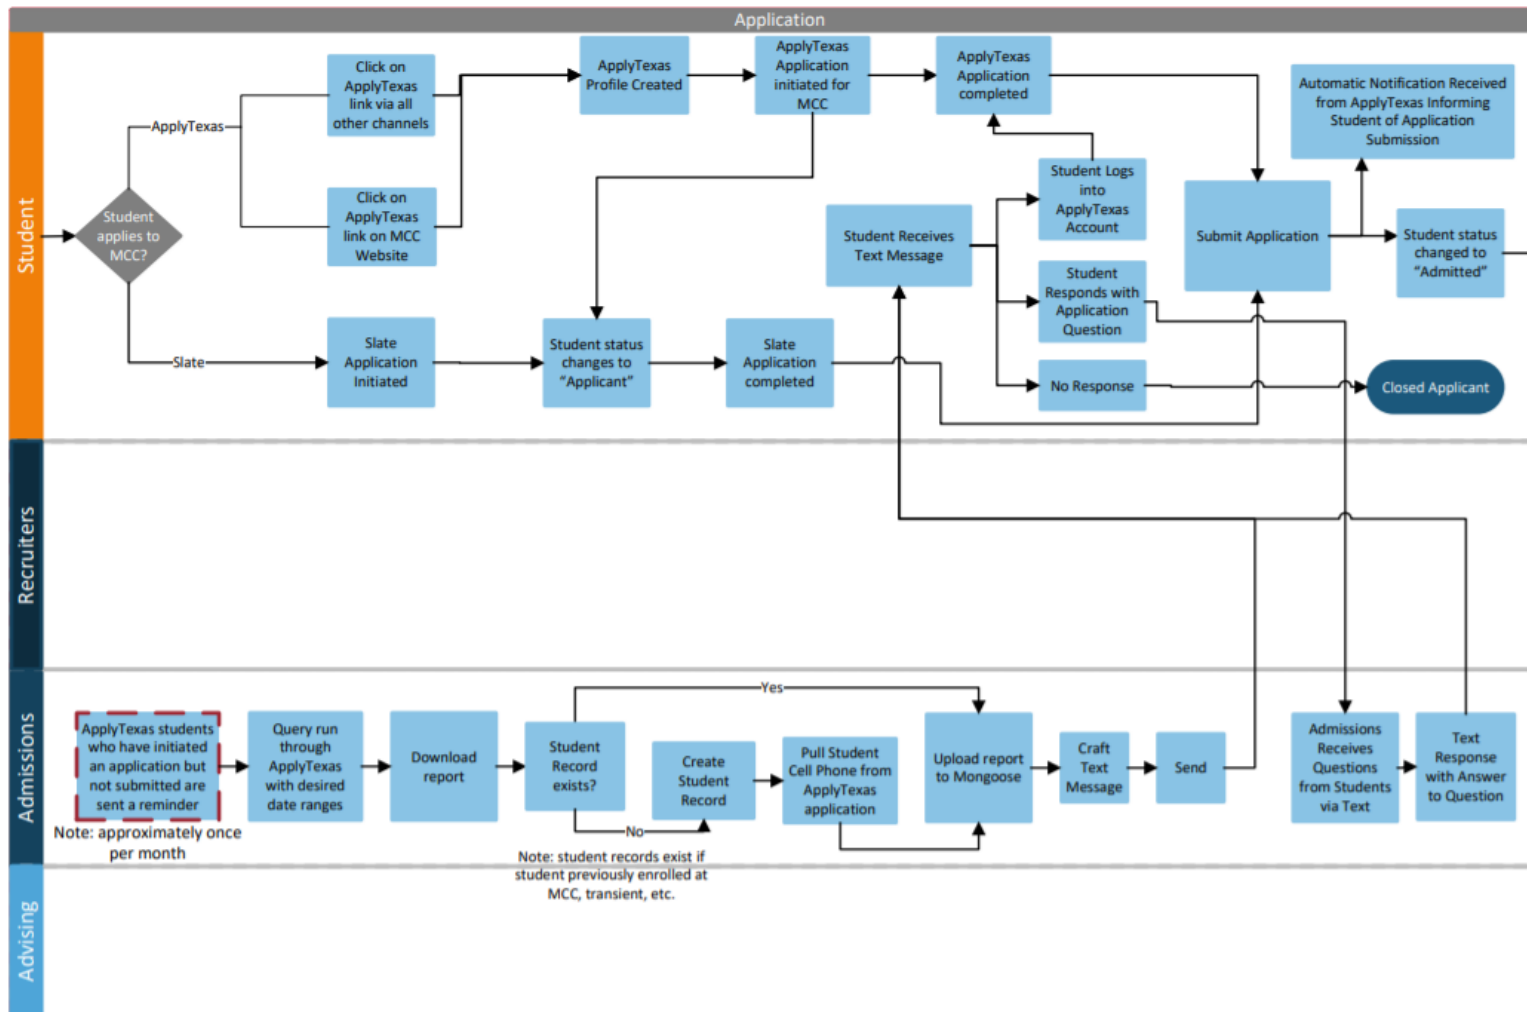 Application
Student
Recruiters
Admissions
Advising
Student
applies to
MCC?
ApplyTexas
Slate
Click on
ApplyTexas
link via all
other channels
Click on
ApplyTexas
link on MCC
Website
ApplyTexas
Profile Created
ApplyTexas
Application
initiated for
MCC
ApplyTexas
Application
completed
Automatic Notification Received
from ApplyTexas Informing
Student of Application
Submission
Student Logs
into
ApplyTexas
Account
Student Receives
Text Message
Submit Application
Student status
changed to
“Admitted”
Student
Responds with
Application
Question
Slate
Application
Initiated
Student status
changes to
“Applicant”
Slate
Application
completed
No Response
Closed Applicant
ApplyTexas students
who have initiated
an application but
not submitted are
sent a reminder
Note: approximately once
per month
Query run
through
ApplyTexas
with desired
date ranges
Download
report
Student
Record
exists?
Yes
No
Note: student records exist if
student previously enrolled at
MCC, transient, etc.
Create
Student
Record
Pull Student
Cell Phone from
ApplyTexas
application
Upload report
to Mongoose
Craft
Text
Message
Send
Admissions
Receives
Questions
from Students
via Text
Text
Response
with Answer
to Question